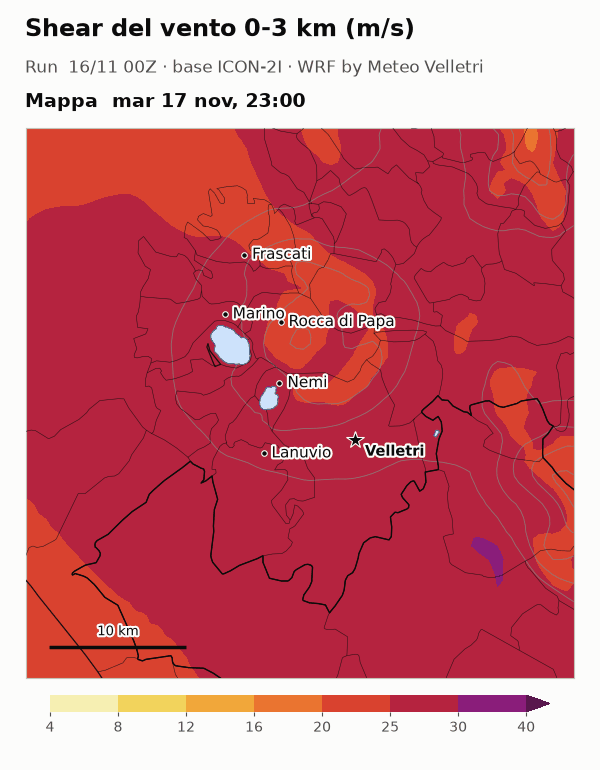 Shear del vento 0-3 km (m/s)
Run  16/11 00Z · base ICON-2I · WRF by Meteo Velletri
Mappa  mar 17 nov, 23:00
Frascati
Marino
Rocca di Papa
Nemi
Velletri
Lanuvio
10 km
4 8 12 16 20 25 30 40